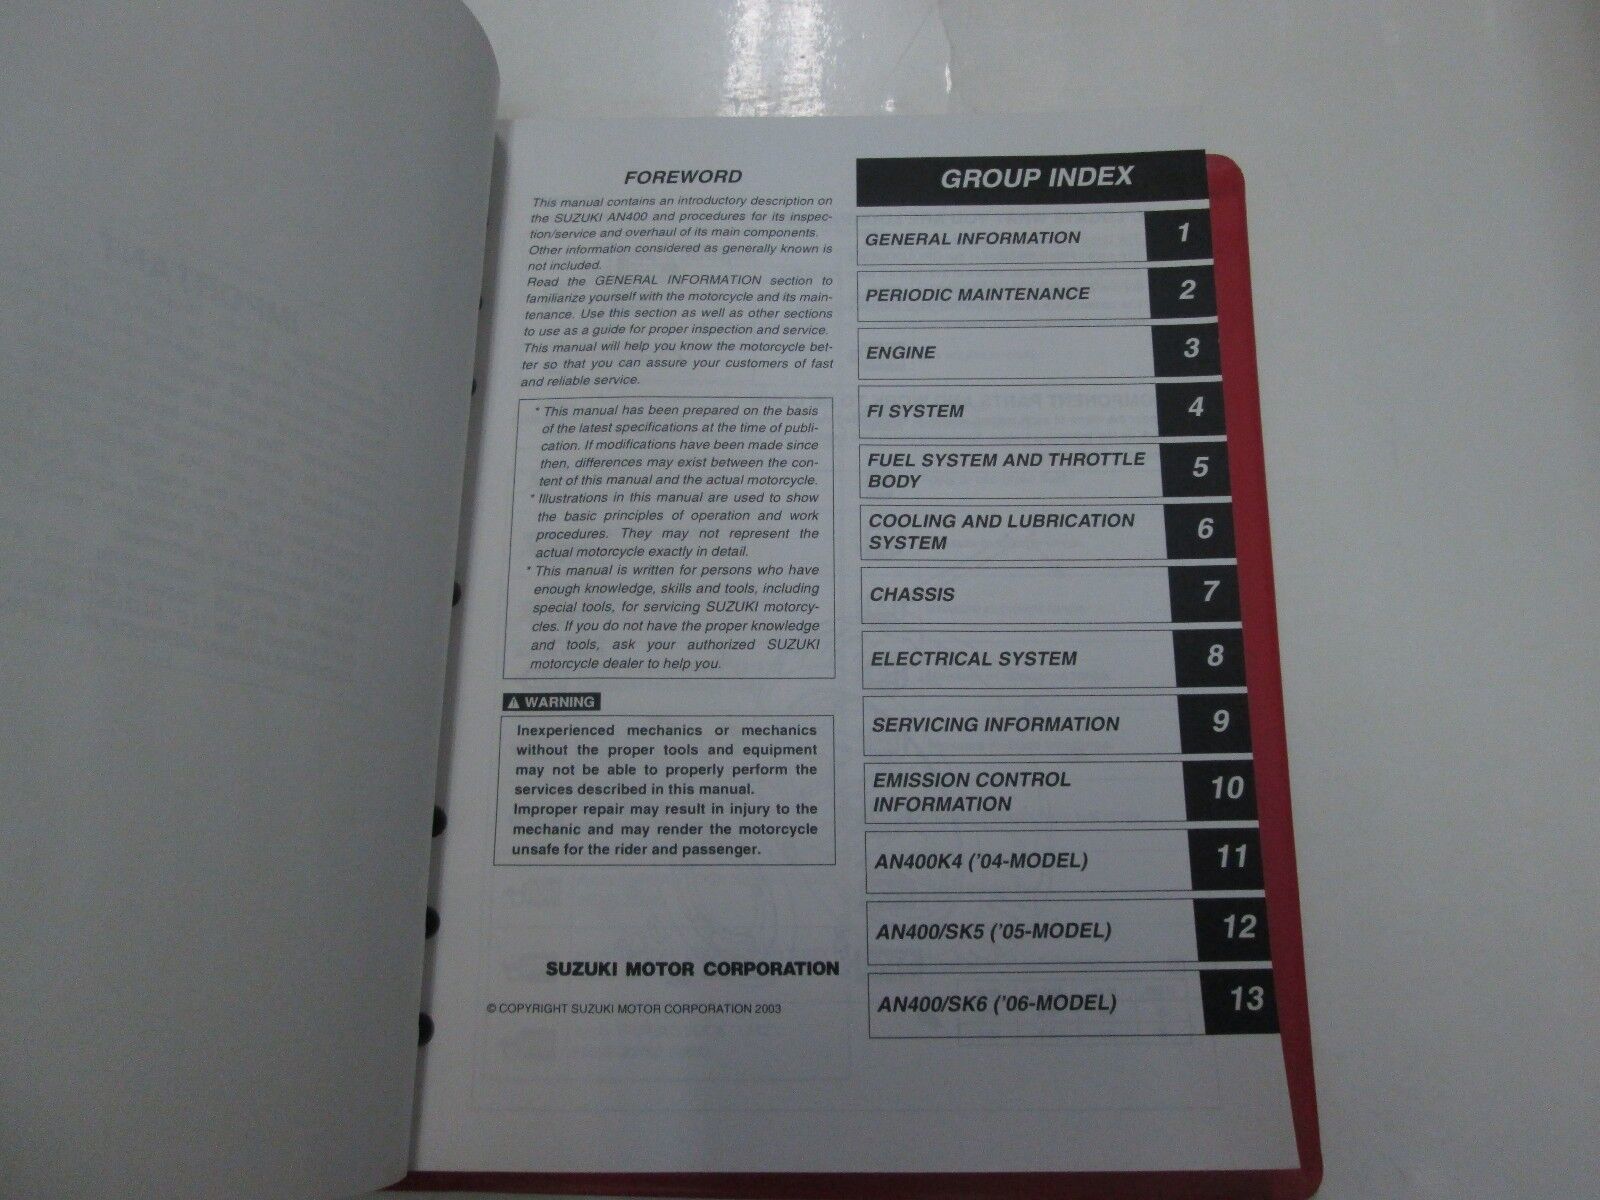 FOREWORD
This manual contains an introductory description on
the SUZUKI AN400 and procedures for its inspec-
tion/service and overhaul of its main components.
Other information considered as generally known is
not included.
Read the GENERAL INFORMATION section to
familiarize yourself with the motorcycle and its main-
tenance. Use this section as well as other sections
to use as a guide for proper inspection and service.
This manual will help you know the motorcycle bet-
ter so that you can assure your customers of fast
and reliable service.
* This manual has been prepared on the basis
of the latest specifications at the time of publi-
cation. If modifications have been made since
then, differences may exist between the con-
tent of this manual and the actual motorcycle.
* Illustrations in this manual are used to show
the basic principles of operation and work
procedures. They may not represent the
actual motorcycle exactly in detail.
* This manual is written for persons who have
enough knowledge, skills and tools, including
special tools, for servicing SUZUKI motorcy-
cles. If you do not have the proper knowledge
and tools, ask your authorized SUZUKI
motorcycle dealer to help you.
WARNING
Inexperienced mechanics or mechanics
without the proper tools and equipment
may not be able to properly perform the
services described in this manual.
Improper repair may result in injury to the
mechanic and may render the motorcycle
unsafe for the rider and passenger.
SUZUKI MOTOR CORPORATION
© COPYRIGHT SUZUKI MOTOR CORPORATION 2003
GROUP INDEX
GENERAL INFORMATION 1
PERIODIC MAINTENANCE 2
ENGINE 3
FI SYSTEM 4
FUEL SYSTEM AND THROTTLE
BODY 5
COOLING AND LUBRICATION
SYSTEM 6
CHASSIS 7
ELECTRICAL SYSTEM 8
SERVICING INFORMATION 9
EMISSION CONTROL
INFORMATION 10
AN400K4 ('04-MODEL) 11
AN400/SK5 ('05-MODEL) 12
AN400/SK6 ('06-MODEL) 13